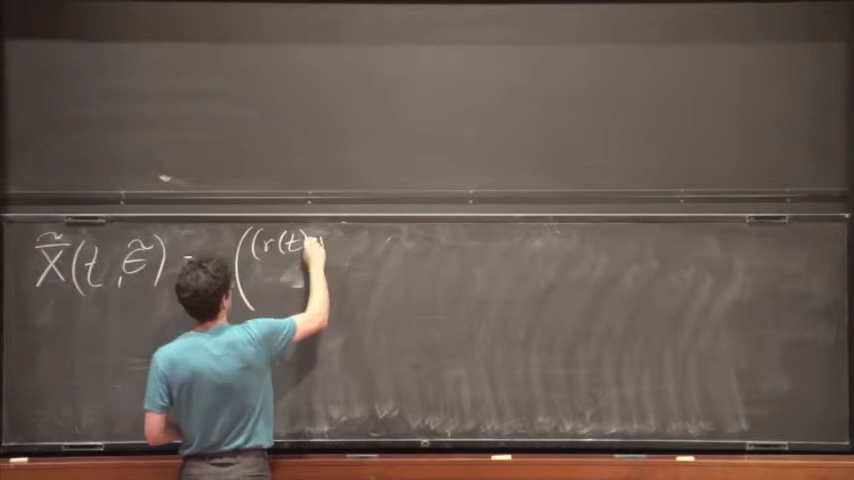 X̃(t, ε̃) = ((r(t)